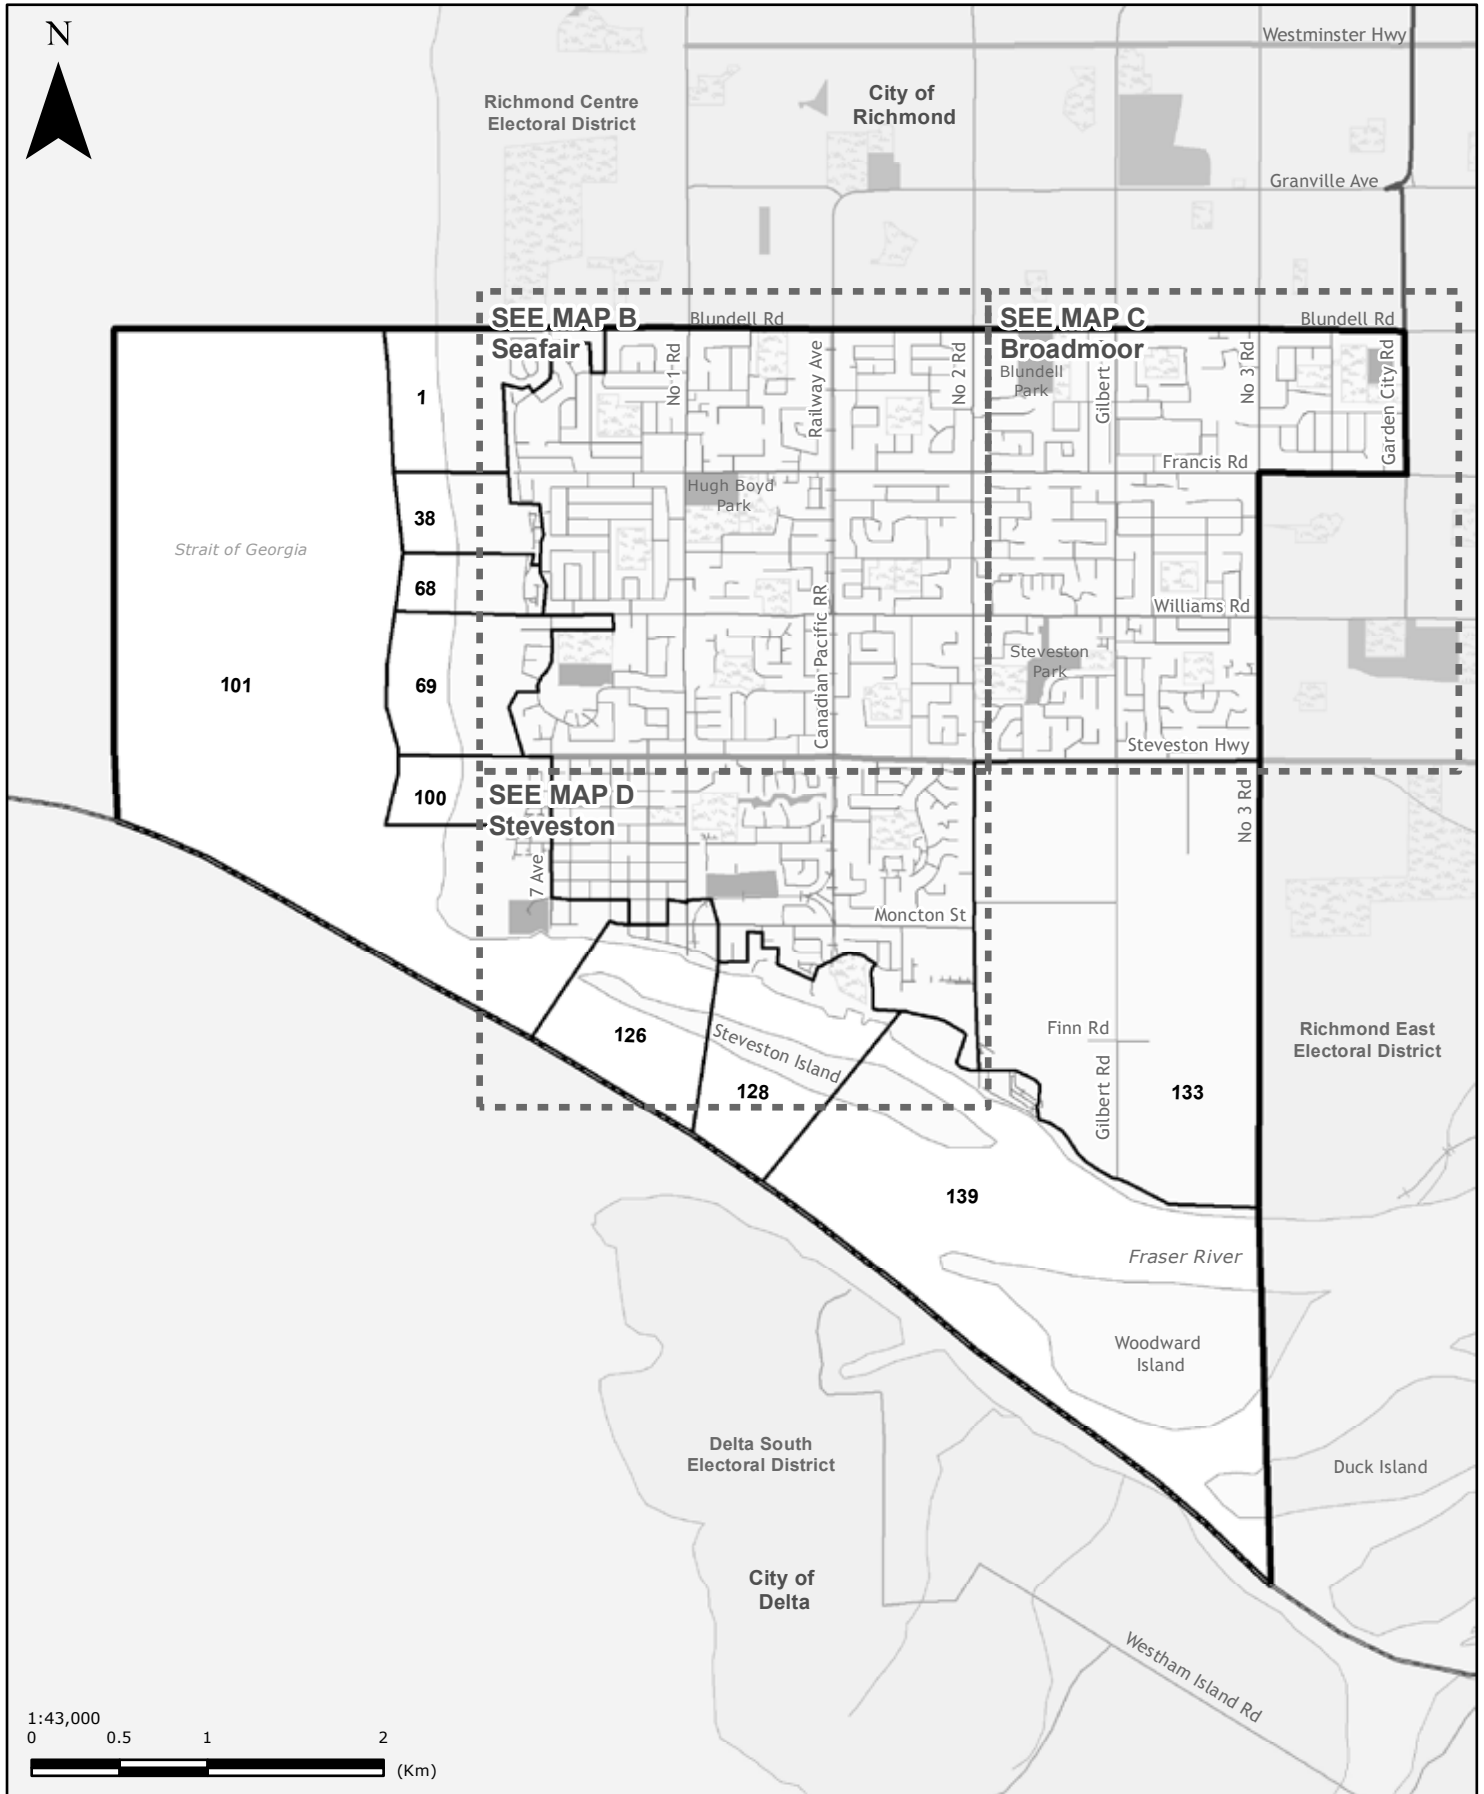 N
Westminster Hwy
Richmond Centre
Electoral District
City of
Richmond
Granville Ave
SEE MAP B
Seafair
Blundell Rd
SEE MAP C
Broadmoor
Blundell Rd
Blundell
Park
No 1 Rd
Railway Ave
No 2 Rd
Gilbert
No 3 Rd
Garden City Rd
1
Francis Rd
Hugh Boyd
Park
38
Strait of Georgia
68
Canadian Pacific RR
Williams Rd
Steveston
Park
101
69
Steveston Hwy
100
SEE MAP D
Steveston
No 3 Rd
7 Ave
Moncton St
126
Steveston Island
128
Finn Rd
Gilbert Rd
133
Richmond East
Electoral District
139
Fraser River
Woodward
Island
Delta South
Electoral District
Duck Island
City of
Delta
Westham Island Rd
1:43,000
0 0.5 1 2
(Km)